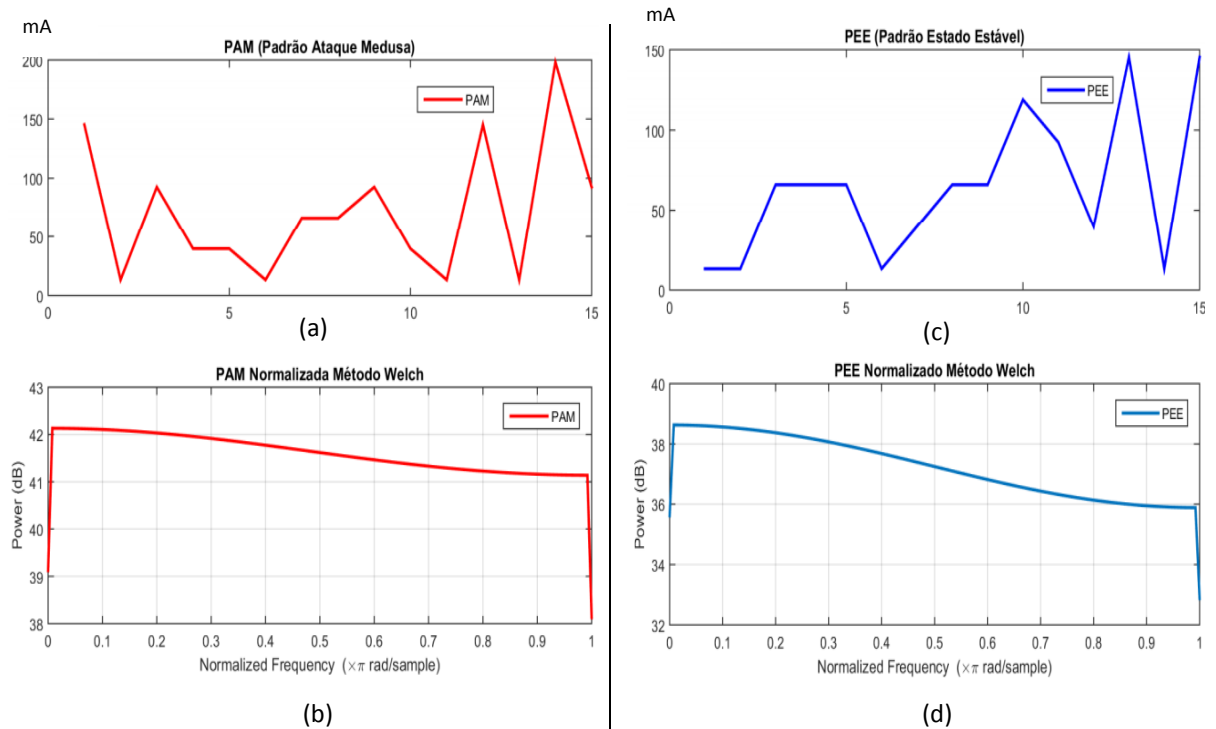 mA
PAM (Padrão Ataque Medusa)
200
150
100
50
0
0
5
10
15
PAM
(a)
PAM Normalizada Método Welch
43
42
41
40
39
38
Power (dB)
PAM
0 0.1 0.2 0.3 0.4 0.5 0.6 0.7 0.8 0.9 1
Normalized Frequency (×π rad/sample)
(b)
mA
PEE (Padrão Estado Estável)
150
100
50
0
0
5
10
15
PEE
(c)
PEE Normalizado Método Welch
40
38
36
34
32
Power (dB)
PEE
0 0.1 0.2 0.3 0.4 0.5 0.6 0.7 0.8 0.9 1
Normalized Frequency (×π rad/sample)
(d)